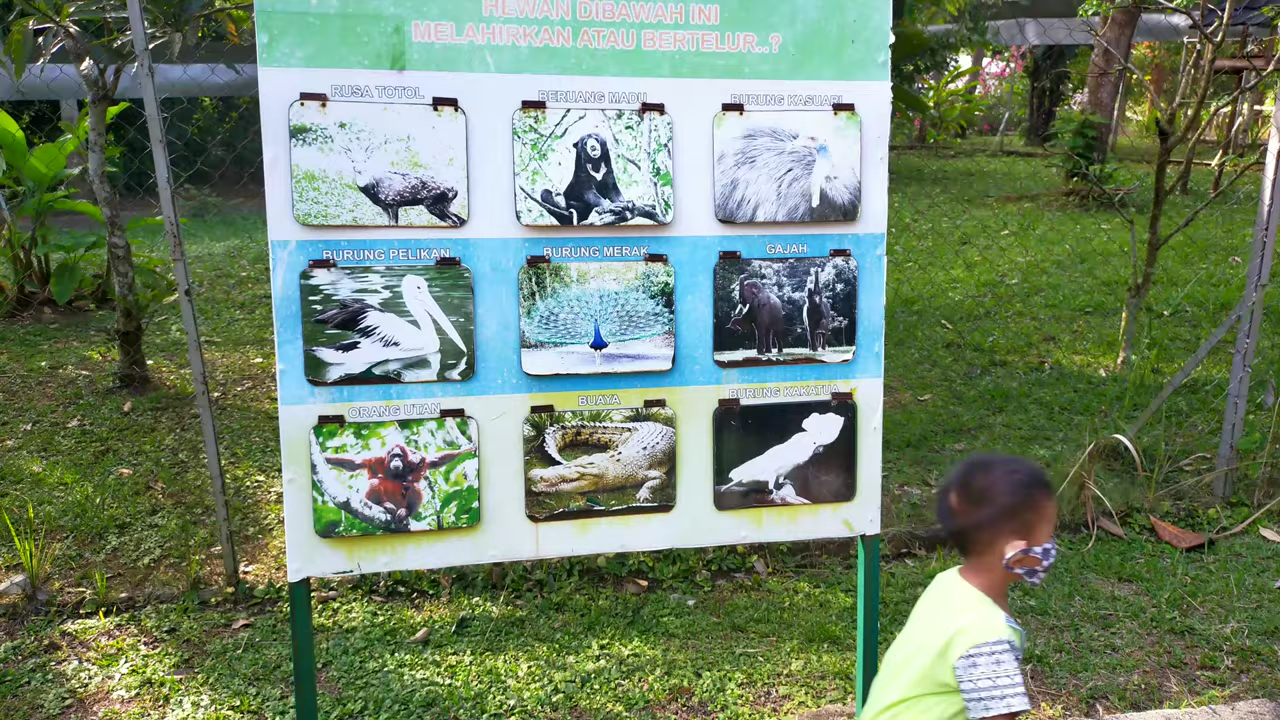 HEWAN DIBAWAH INI
MELAHIRKAN ATAU BERTELUR..?
RUSA TOTOL
BERUANG MADU
BURUNG KASUARI
BURUNG PELIKAN
BURUNG MERAK
GAJAH
ORANG UTAN
BUAYA
BURUNG KAKATUA